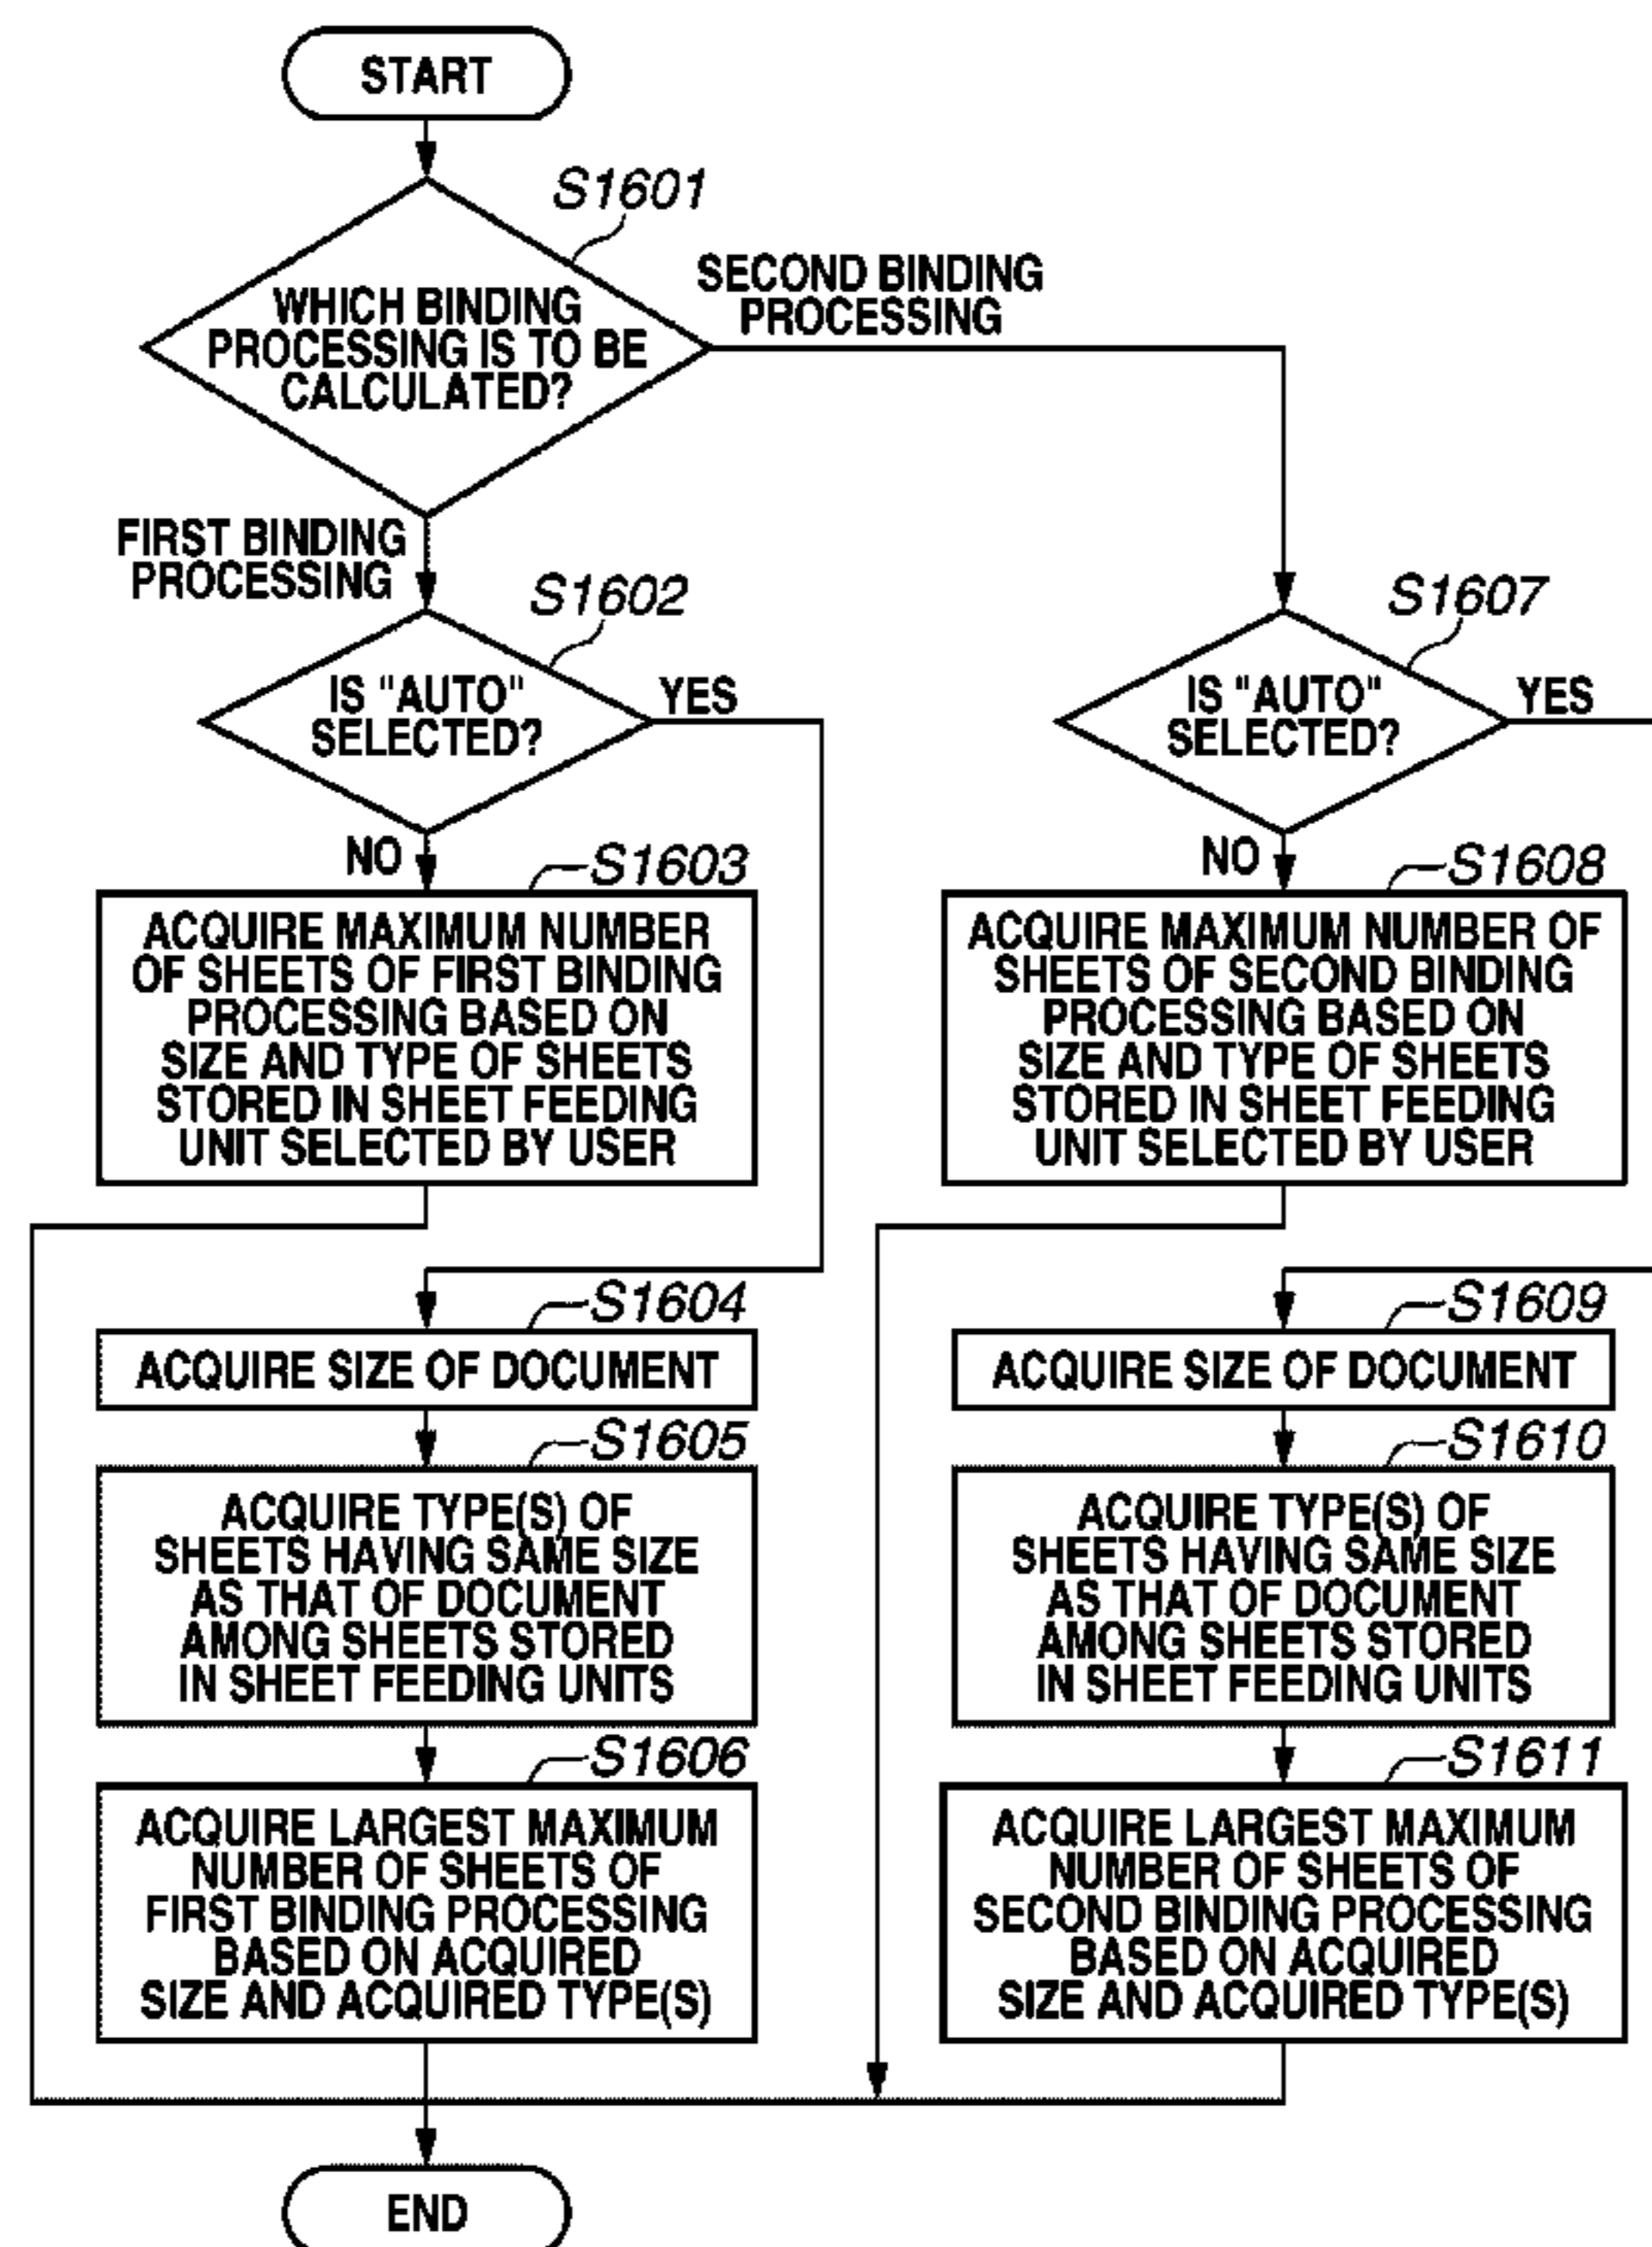 START
S1601
WHICH BINDING
PROCESSING IS TO BE
CALCULATED?
SECOND BINDING
PROCESSING
FIRST BINDING
PROCESSING
S1602
IS "AUTO"
SELECTED?
YES
NO
S1603
ACQUIRE MAXIMUM NUMBER
OF SHEETS OF FIRST BINDING
PROCESSING BASED ON
SIZE AND TYPE OF SHEETS
STORED IN SHEET FEEDING
UNIT SELECTED BY USER
S1604
ACQUIRE SIZE OF DOCUMENT
S1605
ACQUIRE TYPE(S) OF
SHEETS HAVING SAME SIZE
AS THAT OF DOCUMENT
AMONG SHEETS STORED
IN SHEET FEEDING UNITS
S1606
ACQUIRE LARGEST MAXIMUM
NUMBER OF SHEETS OF
FIRST BINDING PROCESSING
BASED ON ACQUIRED
SIZE AND ACQUIRED TYPE(S)
S1607
IS "AUTO"
SELECTED?
YES
NO
S1608
ACQUIRE MAXIMUM NUMBER OF
SHEETS OF SECOND BINDING
PROCESSING BASED ON
SIZE AND TYPE OF SHEETS
STORED IN SHEET FEEDING
UNIT SELECTED BY USER
S1609
ACQUIRE SIZE OF DOCUMENT
S1610
ACQUIRE TYPE(S) OF
SHEETS HAVING SAME SIZE
AS THAT OF DOCUMENT
AMONG SHEETS STORED
IN SHEET FEEDING UNITS
S1611
ACQUIRE LARGEST MAXIMUM
NUMBER OF SHEETS OF
SECOND BINDING PROCESSING
BASED ON ACQUIRED
SIZE AND ACQUIRED TYPE(S)
END